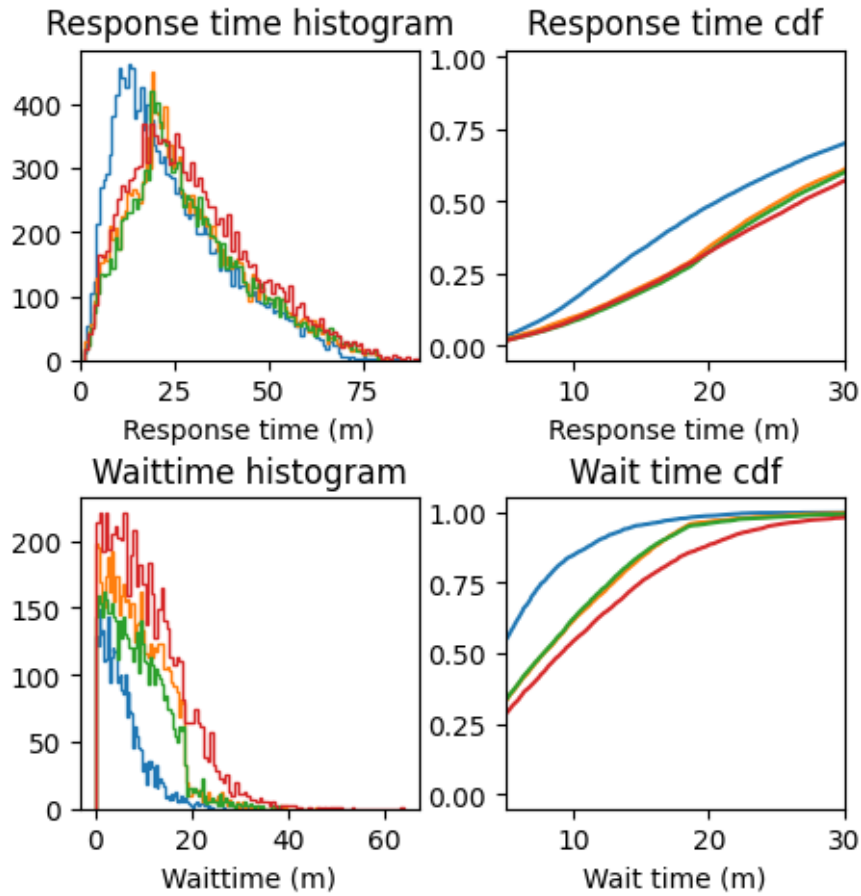 Response time histogram
400
300
200
100
0
0 25 50 75
Response time (m)
Response time cdf
1.00
0.75
0.50
0.25
0.00
10 20 30
Response time (m)
Waittime histogram
200
150
100
50
0
0 20 40 60
Waittime (m)
Wait time cdf
1.00
0.75
0.50
0.25
0.00
10 20 30
Wait time (m)